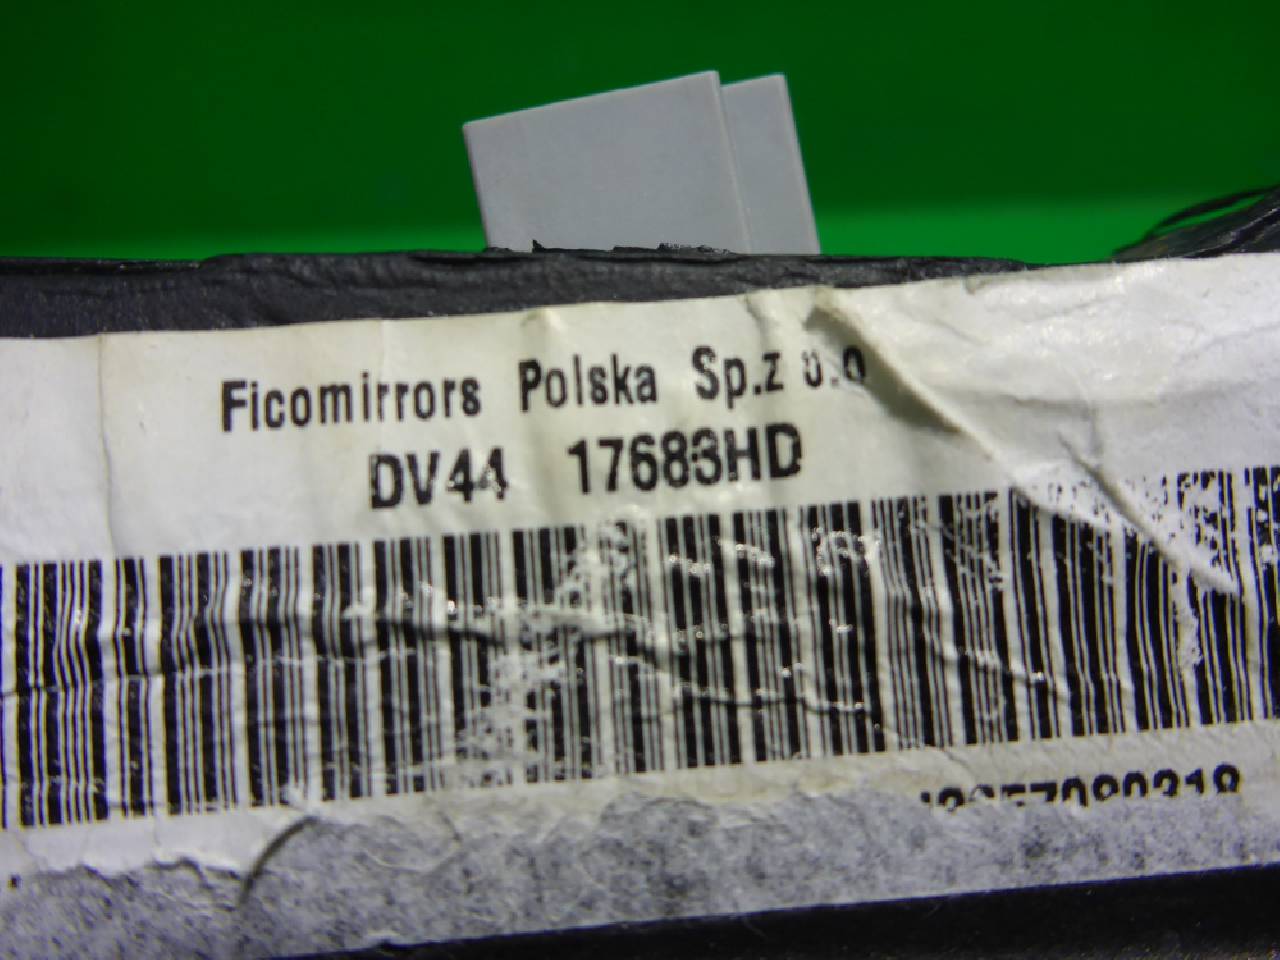 Ficomirrors Polska Sp.z o.o
DV44 17683HD